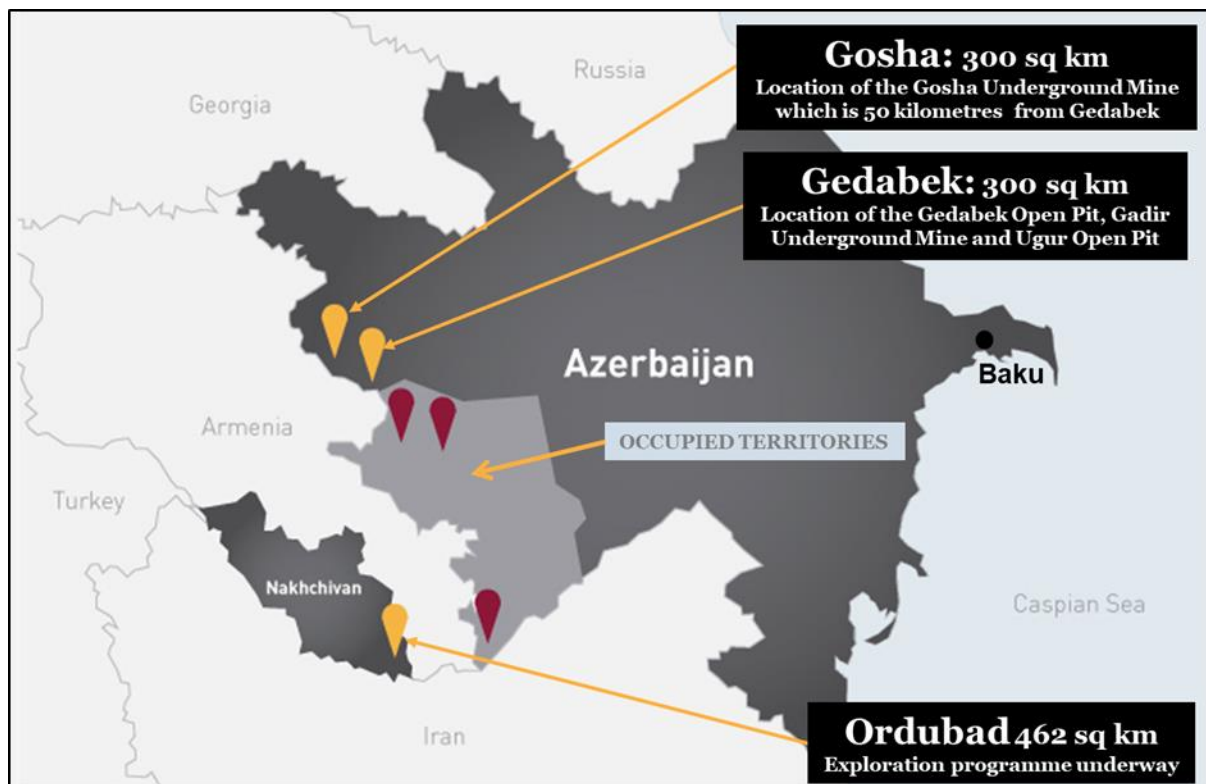 Gosha: 300 sq km
Location of the Gosha Underground Mine
which is 50 kilometres from Gedabek
Russia
Georgia
Gedabek: 300 sq km
Location of the Gedabek Open Pit, Gadir
Underground Mine and Ugur Open Pit
Azerbaijan
Baku
Armenia
OCCUPIED TERRITORIES
Turkey
Nakhchivan
Caspian Sea
Iran
Ordubad 462 sq km
Exploration programme underway